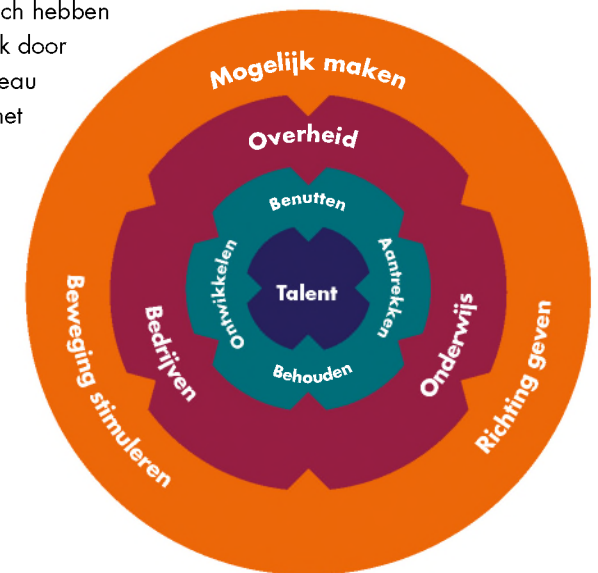 ch hebben
k door
eau
net
Mogelijk maken
Overheid
Benutten
Ontwikkelen
Talent
Aantrekken
Behouden
Bedrijven
Onderwijs
Beweging stimuleren
Richting geven